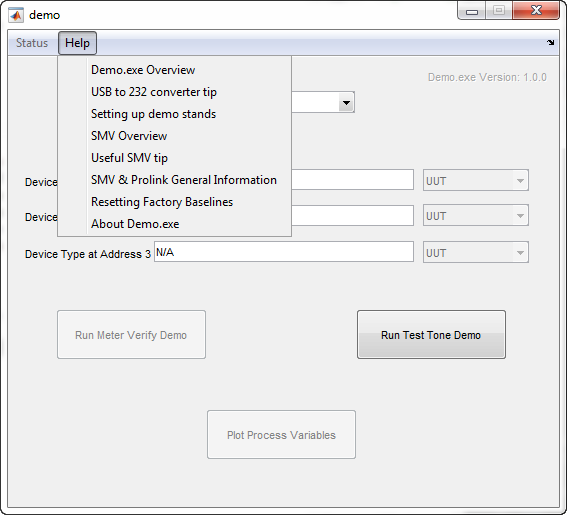 demo
Status Help
Demo.exe Version: 1.0.0
Demo.exe Overview
USB to 232 converter tip
Setting up demo stands
SMV Overview
Useful SMV tip
SMV & Prolink General Information
Resetting Factory Baselines
About Demo.exe
Device
UUT
Device
UUT
Device Type at Address 3 N/A UUT
Run Meter Verify Demo Run Test Tone Demo
Plot Process Variables